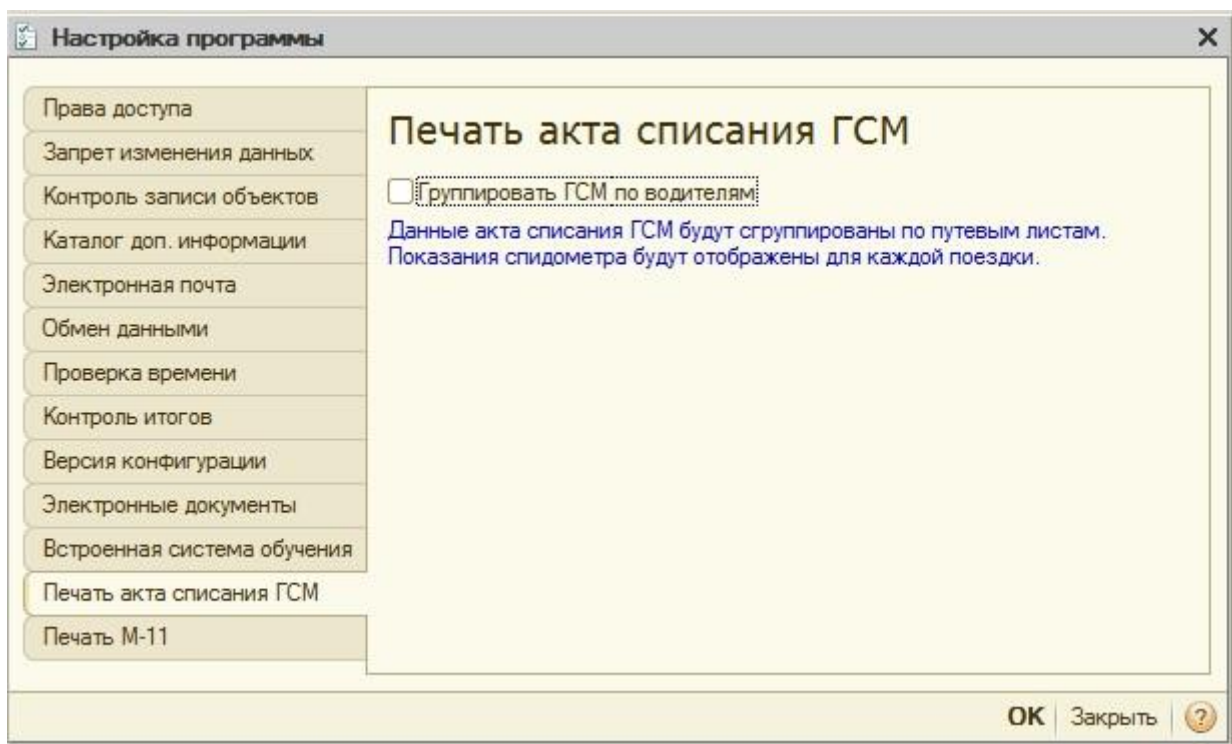 Настройка программы
Права доступа
Запрет изменения данных
Контроль записи объектов
Каталог доп. информации
Электронная почта
Обмен данными
Проверка времени
Контроль итогов
Версия конфигурации
Электронные документы
Встроенная система обучения
Печать акта списания ГСМ
Печать М-11
Печать акта списания ГСМ
Группировать ГСМ по водителям
Данные акта списания ГСМ будут сгруппированы по путевым листам.
Показания спидометра будут отображены для каждой поездки.
OK Закрыть ?